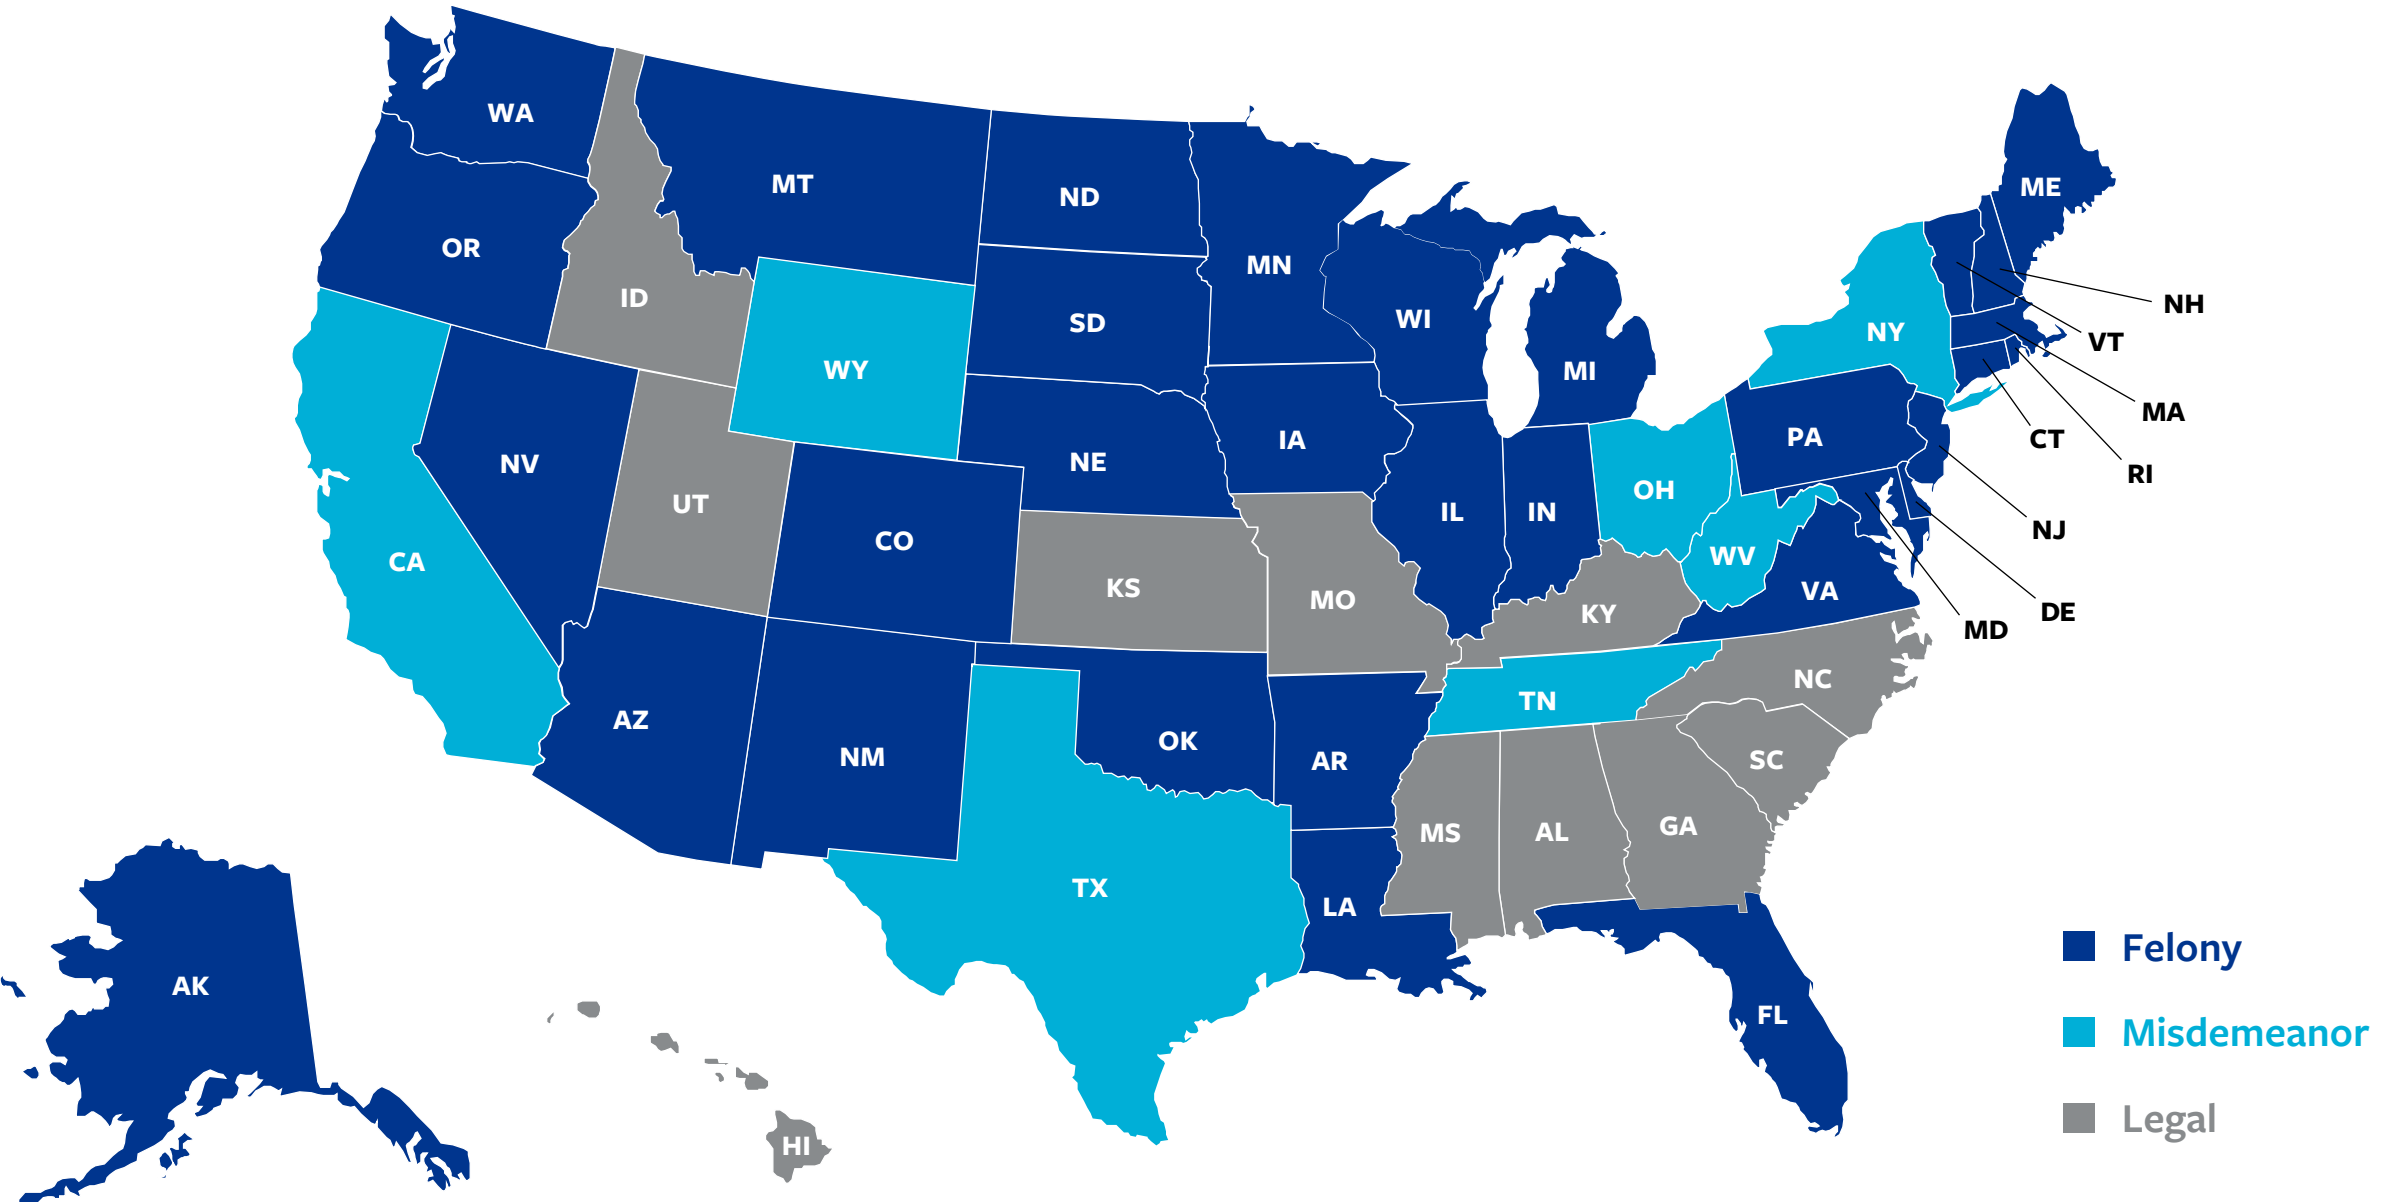 WA
MT
ND
ME
OR
MN
ID
NH
SD
WI
NY
VT
WY
MI
MA
IA
PA
CT
NV
NE
RI
UT
OH
CO
IL
IN
NJ
CA
WV
KS
VA
MO
KY
DE
MD
NC
TN
AZ
OK
NM
AR
SC
MS
AL
GA
TX
LA
Felony
AK
FL
Misdemeanor
Legal
HI